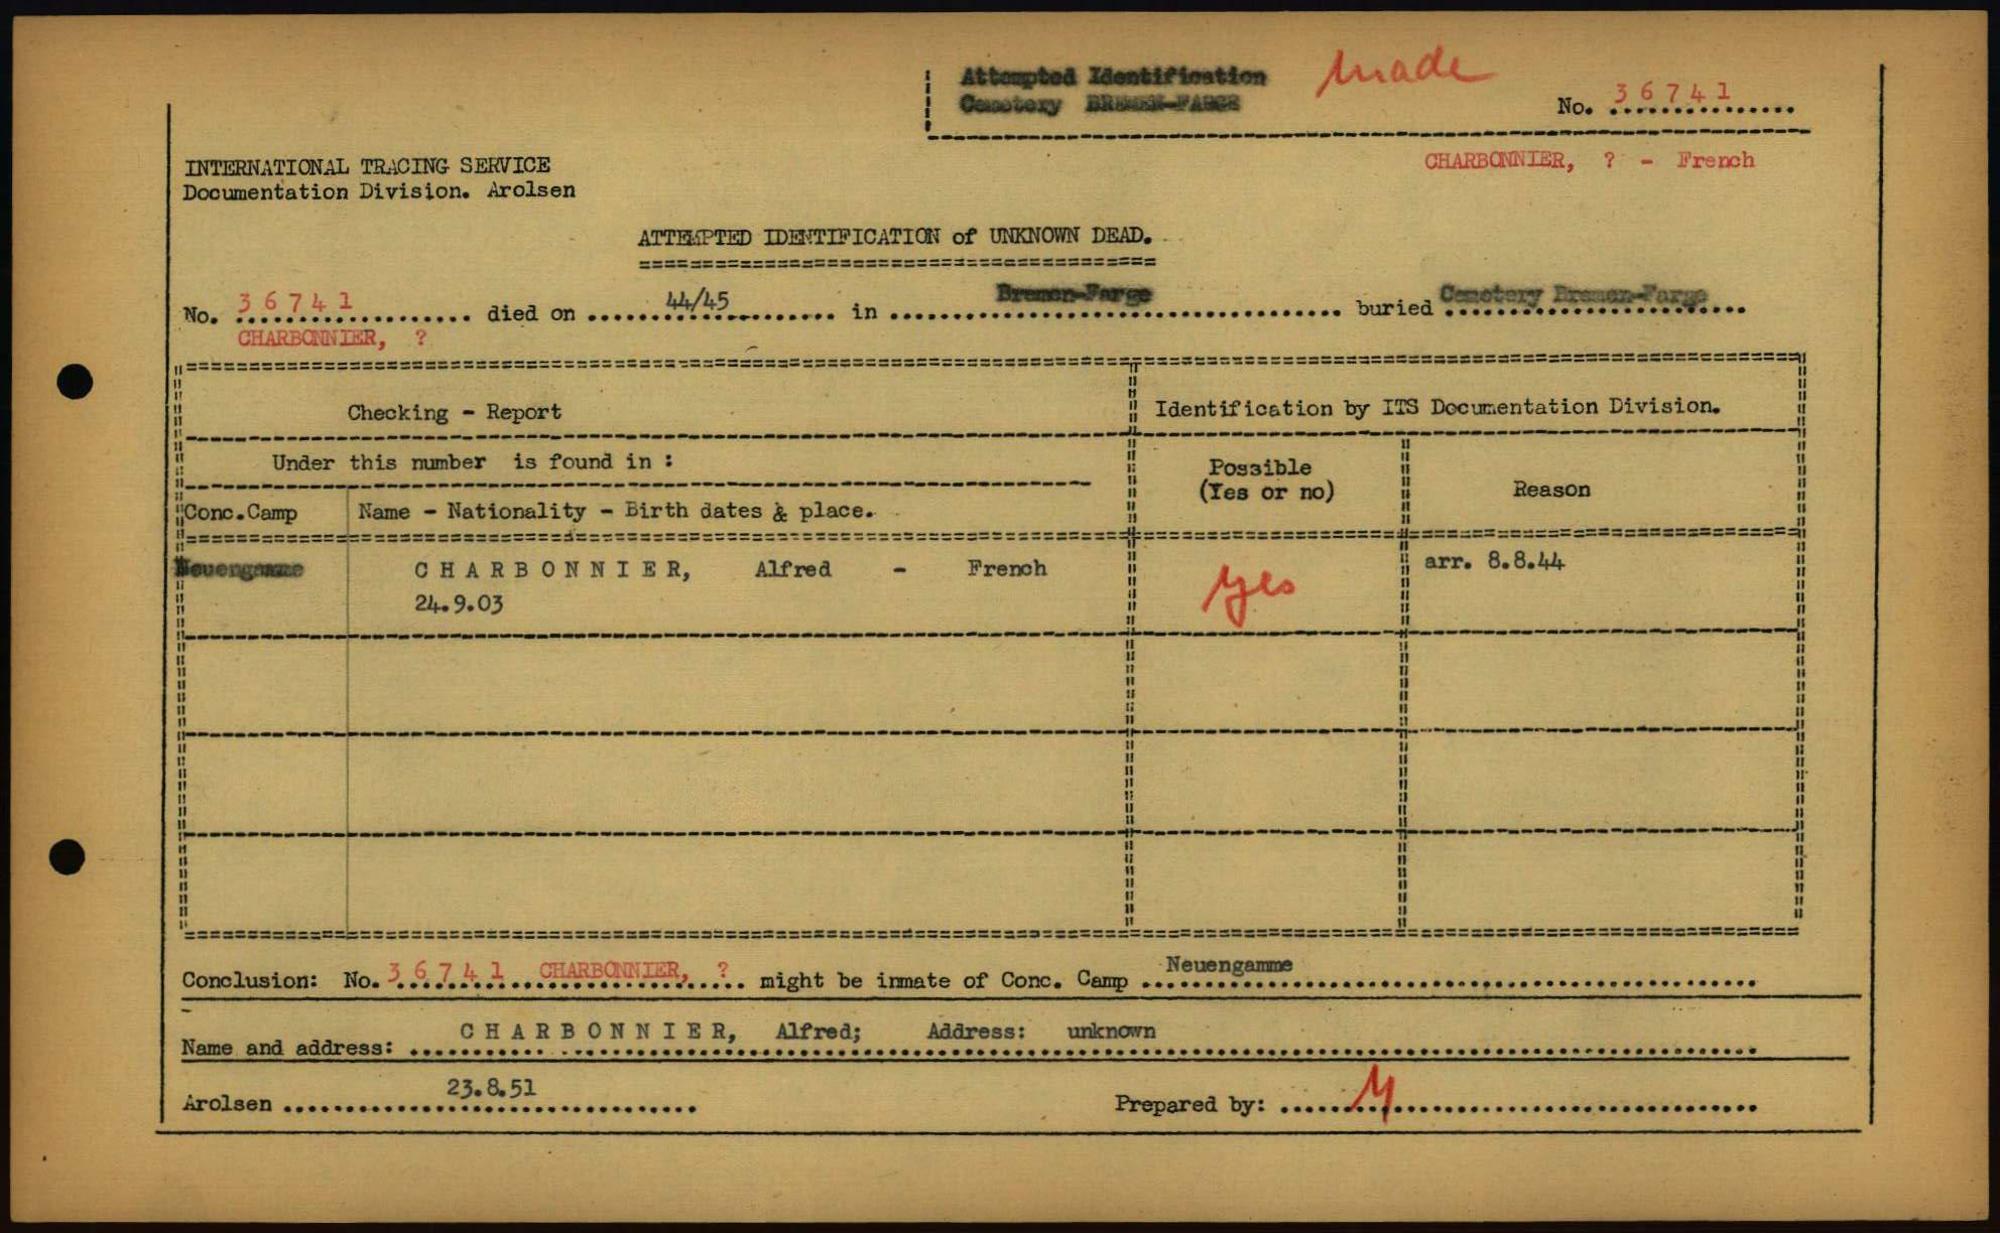 Attempted Identification made
Cemetery BREMEN-FARGE
No. 36741
CHARBONNIER, ? - French
INTERNATIONAL TRACING SERVICE
Documentation Division. Arolsen
ATTEMPTED IDENTIFICATION of UNKNOWN DEAD.
No. 36741 died on 44/45 in Bremen-Farge buried Cemetery Bremen-Farge
CHARBONNIER, ?
Checking - Report
Identification by ITS Documentation Division.
Under this number is found in :
Possible
(Yes or no)
Reason
Conc.Camp
Name - Nationality - Birth dates & place.
Neuengamme CHARBONNIER, Alfred - French yes arr. 8.8.44
24.9.03
Conclusion: No. 36741 CHARBONNIER, ? might be inmate of Conc. Camp Neuengamme
Name and address: CHARBONNIER, Alfred; Address: unknown
Arolsen 23.8.51 Prepared by: